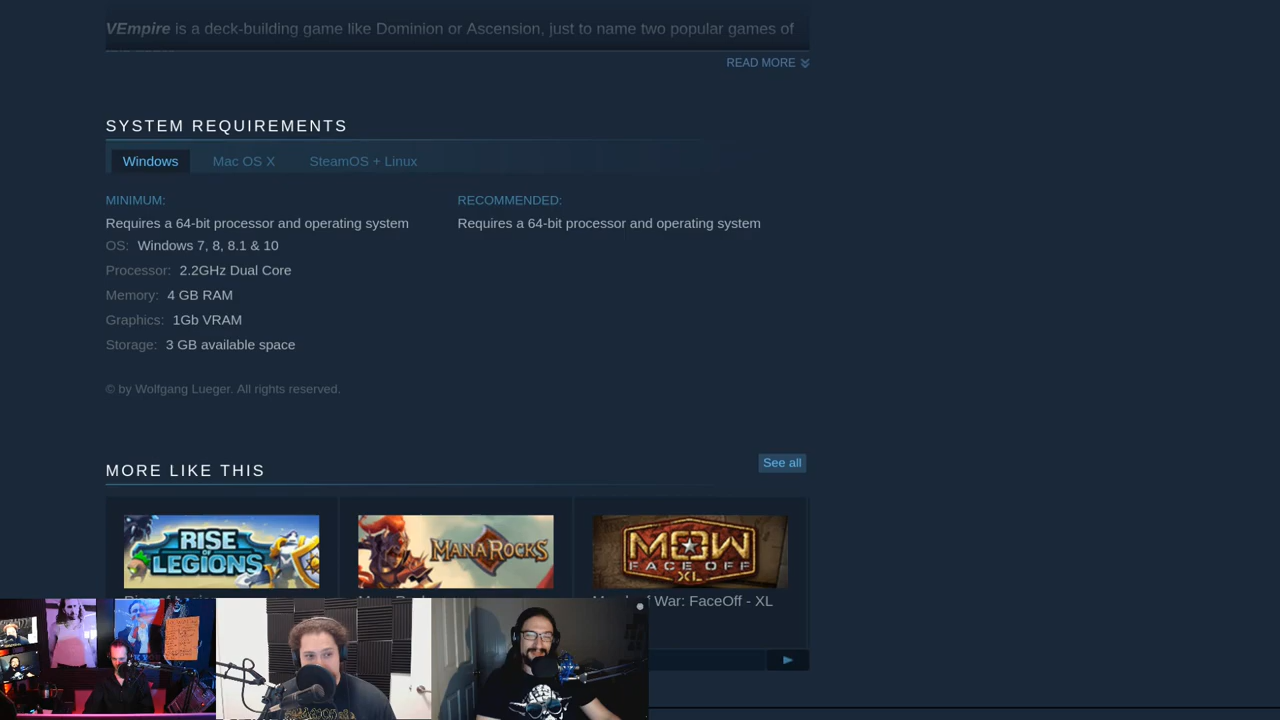 VEmpire is a deck-building game like Dominion or Ascension, just to name two popular games of
READ MORE
SYSTEM REQUIREMENTS
Windows Mac OS X SteamOS + Linux
MINIMUM:
Requires a 64-bit processor and operating system
OS: Windows 7, 8, 8.1 & 10
Processor: 2.2GHz Dual Core
Memory: 4 GB RAM
Graphics: 1Gb VRAM
Storage: 3 GB available space
RECOMMENDED:
Requires a 64-bit processor and operating system
© by Wolfgang Lueger. All rights reserved.
MORE LIKE THIS
See all
RISE
OF
LEGIONS
MANAROCKS
MOW
FACE OFF
XL
War: FaceOff - XL